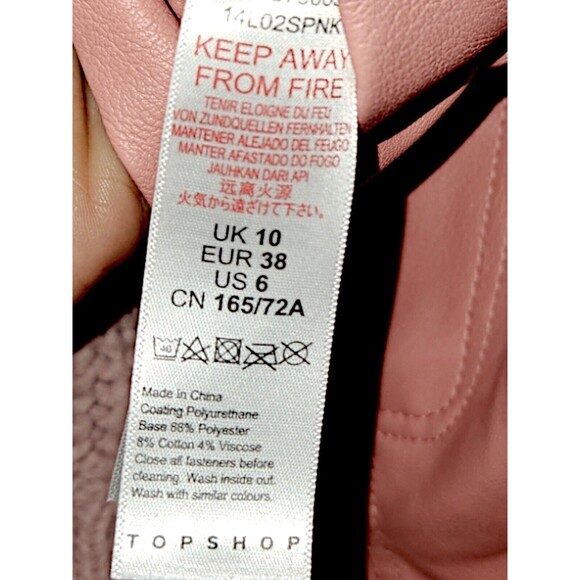 14L02SPNK
KEEP AWAY
FROM FIRE
TENIR ELOIGNE DU FEU
VON ZUNDQUELLEN FERNHALTEN
MANTENER ALEJADO DEL FEUGO
MANTER AFASTADO DO FOGO
JAUHKAN DARI API
远离火源
火気から遠ざけて下さい。
UK 10
EUR 38
US 6
CN 165/72A
40
Made in China
Coating Polyurethane
Base 88% Polyester
8% Cotton 4% Viscose
Close all fasteners before
cleaning. Wash inside out.
Wash with similar colours.
TOPSHOP